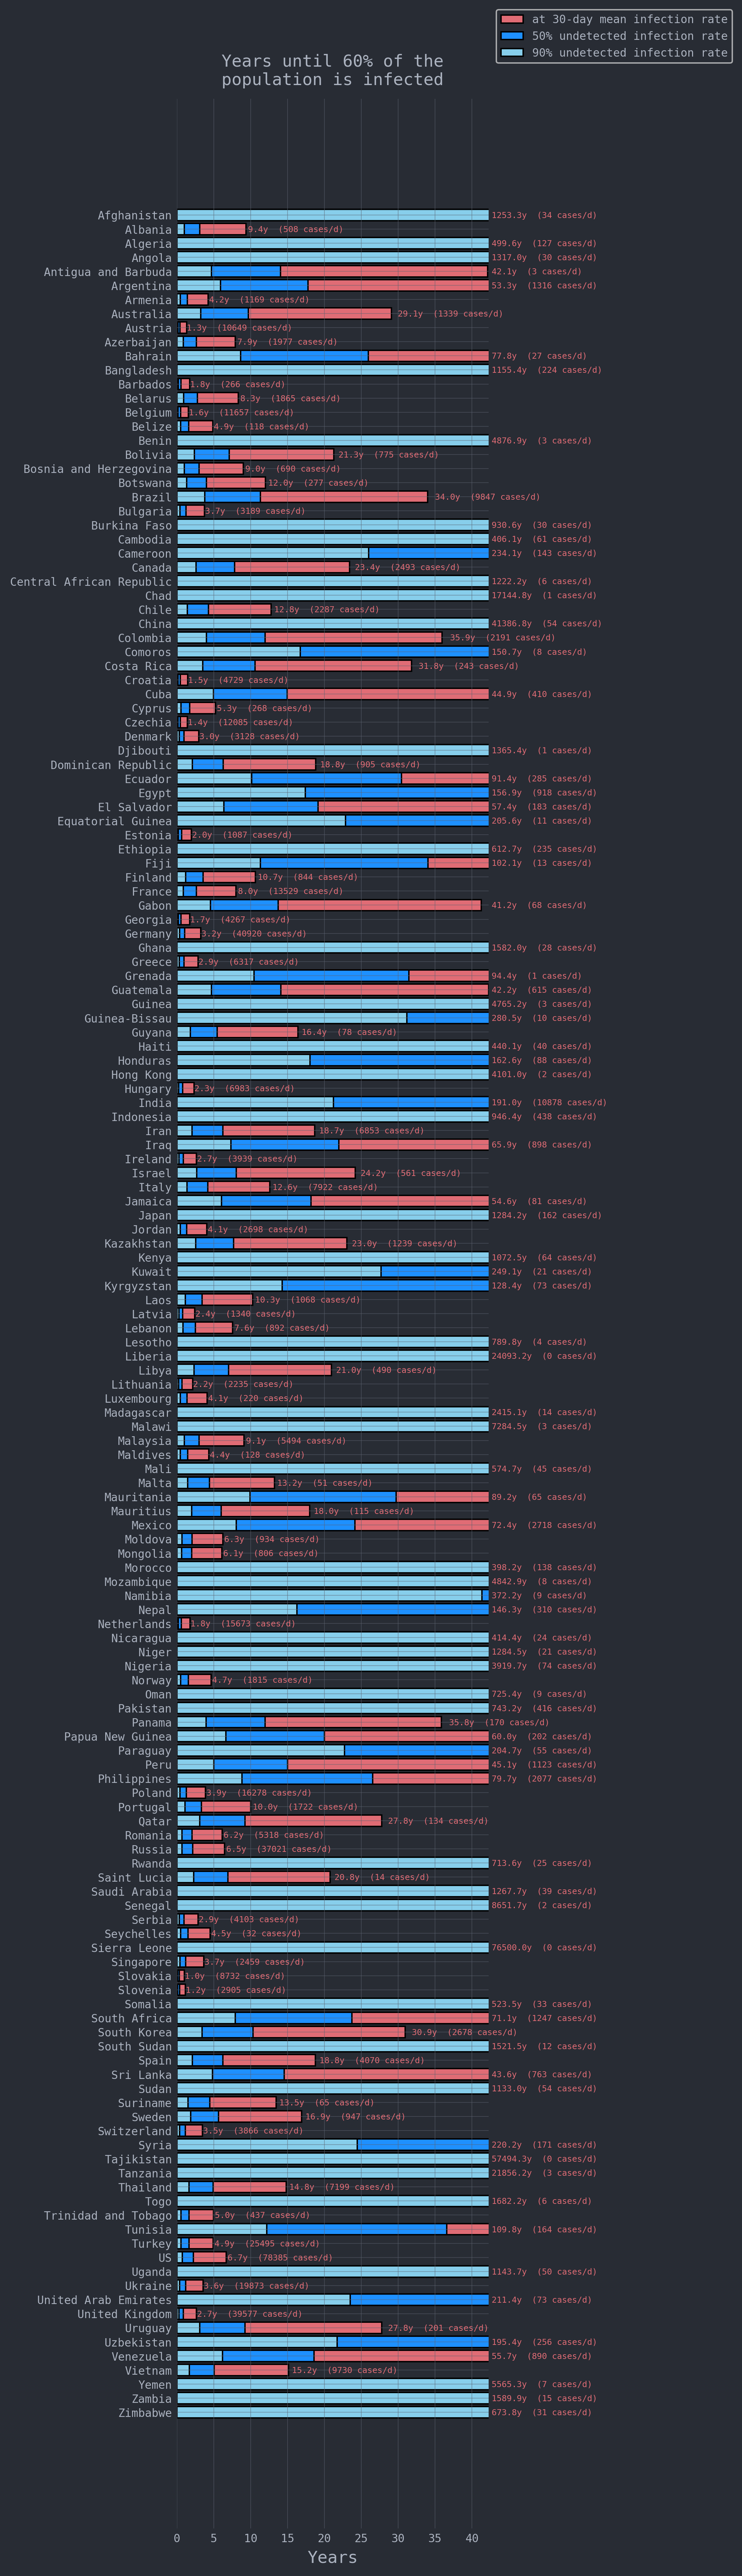 at 30-day mean infection rate
50% undetected infection rate
90% undetected infection rate
Years until 60% of the
population is infected
Afghanistan 1253.3y (34 cases/d)
Albania 9.4y (508 cases/d)
Algeria 499.6y (127 cases/d)
Angola 1317.0y (30 cases/d)
Antigua and Barbuda 42.1y (3 cases/d)
Argentina 53.3y (1316 cases/d)
Armenia 4.2y (1169 cases/d)
Australia 29.1y (1339 cases/d)
Austria 1.3y (10649 cases/d)
Azerbaijan 7.9y (1977 cases/d)
Bahrain 77.8y (27 cases/d)
Bangladesh 1155.4y (224 cases/d)
Barbados 1.8y (266 cases/d)
Belarus 8.3y (1865 cases/d)
Belgium 1.6y (11657 cases/d)
Belize 4.9y (118 cases/d)
Benin 4876.9y (3 cases/d)
Bolivia 21.3y (775 cases/d)
Bosnia and Herzegovina 9.0y (690 cases/d)
Botswana 12.0y (277 cases/d)
Brazil 34.0y (9847 cases/d)
Bulgaria 3.7y (3189 cases/d)
Burkina Faso 930.6y (30 cases/d)
Cambodia 406.1y (61 cases/d)
Cameroon 234.1y (143 cases/d)
Canada 23.4y (2493 cases/d)
Central African Republic 1222.2y (6 cases/d)
Chad 17144.8y (1 cases/d)
Chile 12.8y (2287 cases/d)
China 41386.8y (54 cases/d)
Colombia 35.9y (2191 cases/d)
Comoros 150.7y (8 cases/d)
Costa Rica 31.8y (243 cases/d)
Croatia 1.5y (4729 cases/d)
Cuba 44.9y (410 cases/d)
Cyprus 5.3y (268 cases/d)
Czechia 1.4y (12085 cases/d)
Denmark 3.0y (3128 cases/d)
Djibouti 1365.4y (1 cases/d)
Dominican Republic 18.8y (905 cases/d)
Ecuador 91.4y (285 cases/d)
Egypt 156.9y (918 cases/d)
El Salvador 57.4y (183 cases/d)
Equatorial Guinea 205.6y (11 cases/d)
Estonia 2.0y (1087 cases/d)
Ethiopia 612.7y (235 cases/d)
Fiji 102.1y (13 cases/d)
Finland 10.7y (844 cases/d)
France 8.0y (13529 cases/d)
Gabon 41.2y (68 cases/d)
Georgia 1.7y (4267 cases/d)
Germany 3.2y (40920 cases/d)
Ghana 1582.0y (28 cases/d)
Greece 2.9y (6317 cases/d)
Grenada 94.4y (1 cases/d)
Guatemala 42.2y (615 cases/d)
Guinea 4765.2y (3 cases/d)
Guinea-Bissau 280.5y (10 cases/d)
Guyana 16.4y (78 cases/d)
Haiti 440.1y (40 cases/d)
Honduras 162.6y (88 cases/d)
Hong Kong 4101.0y (2 cases/d)
Hungary 2.3y (6983 cases/d)
India 191.0y (10878 cases/d)
Indonesia 946.4y (438 cases/d)
Iran 18.7y (6853 cases/d)
Iraq 65.9y (898 cases/d)
Ireland 2.7y (3939 cases/d)
Israel 24.2y (561 cases/d)
Italy 12.6y (7922 cases/d)
Jamaica 54.6y (81 cases/d)
Japan 1284.2y (162 cases/d)
Jordan 4.1y (2698 cases/d)
Kazakhstan 23.0y (1239 cases/d)
Kenya 1072.5y (64 cases/d)
Kuwait 249.1y (21 cases/d)
Kyrgyzstan 128.4y (73 cases/d)
Laos 10.3y (1068 cases/d)
Latvia 2.4y (1340 cases/d)
Lebanon 7.6y (892 cases/d)
Lesotho 789.8y (4 cases/d)
Liberia 24093.2y (0 cases/d)
Libya 21.0y (490 cases/d)
Lithuania 2.2y (2235 cases/d)
Luxembourg 4.1y (220 cases/d)
Madagascar 2415.1y (14 cases/d)
Malawi 7284.5y (3 cases/d)
Malaysia 9.1y (5494 cases/d)
Maldives 4.4y (128 cases/d)
Mali 574.7y (45 cases/d)
Malta 13.2y (51 cases/d)
Mauritania 89.2y (65 cases/d)
Mauritius 18.0y (115 cases/d)
Mexico 72.4y (2718 cases/d)
Moldova 6.3y (934 cases/d)
Mongolia 6.1y (806 cases/d)
Morocco 398.2y (138 cases/d)
Mozambique 4842.9y (8 cases/d)
Namibia 372.2y (9 cases/d)
Nepal 146.3y (310 cases/d)
Netherlands 1.8y (15673 cases/d)
Nicaragua 414.4y (24 cases/d)
Niger 1284.5y (21 cases/d)
Nigeria 3919.7y (74 cases/d)
Norway 4.7y (1815 cases/d)
Oman 725.4y (9 cases/d)
Pakistan 743.2y (416 cases/d)
Panama 35.8y (170 cases/d)
Papua New Guinea 60.0y (202 cases/d)
Paraguay 204.7y (55 cases/d)
Peru 45.1y (1123 cases/d)
Philippines 79.7y (2077 cases/d)
Poland 3.9y (16278 cases/d)
Portugal 10.0y (1722 cases/d)
Qatar 27.8y (134 cases/d)
Romania 6.2y (5318 cases/d)
Russia 6.5y (37021 cases/d)
Rwanda 713.6y (25 cases/d)
Saint Lucia 20.8y (14 cases/d)
Saudi Arabia 1267.7y (39 cases/d)
Senegal 8651.7y (2 cases/d)
Serbia 2.9y (4103 cases/d)
Seychelles 4.5y (32 cases/d)
Sierra Leone 76500.0y (0 cases/d)
Singapore 3.7y (2459 cases/d)
Slovakia 1.0y (8732 cases/d)
Slovenia 1.2y (2905 cases/d)
Somalia 523.5y (33 cases/d)
South Africa 71.1y (1247 cases/d)
South Korea 30.9y (2678 cases/d)
South Sudan 1521.5y (12 cases/d)
Spain 18.8y (4070 cases/d)
Sri Lanka 43.6y (763 cases/d)
Sudan 1133.0y (54 cases/d)
Suriname 13.5y (65 cases/d)
Sweden 16.9y (947 cases/d)
Switzerland 3.5y (3866 cases/d)
Syria 220.2y (171 cases/d)
Tajikistan 57494.3y (0 cases/d)
Tanzania 21856.2y (3 cases/d)
Thailand 14.8y (7199 cases/d)
Togo 1682.2y (6 cases/d)
Trinidad and Tobago 5.0y (437 cases/d)
Tunisia 109.8y (164 cases/d)
Turkey 4.9y (25495 cases/d)
US 6.7y (78385 cases/d)
Uganda 1143.7y (50 cases/d)
Ukraine 3.6y (19873 cases/d)
United Arab Emirates 211.4y (73 cases/d)
United Kingdom 2.7y (39577 cases/d)
Uruguay 27.8y (201 cases/d)
Uzbekistan 195.4y (256 cases/d)
Venezuela 55.7y (890 cases/d)
Vietnam 15.2y (9730 cases/d)
Yemen 5565.3y (7 cases/d)
Zambia 1589.9y (15 cases/d)
Zimbabwe 673.8y (31 cases/d)
0 5 10 15 20 25 30 35 40
Years